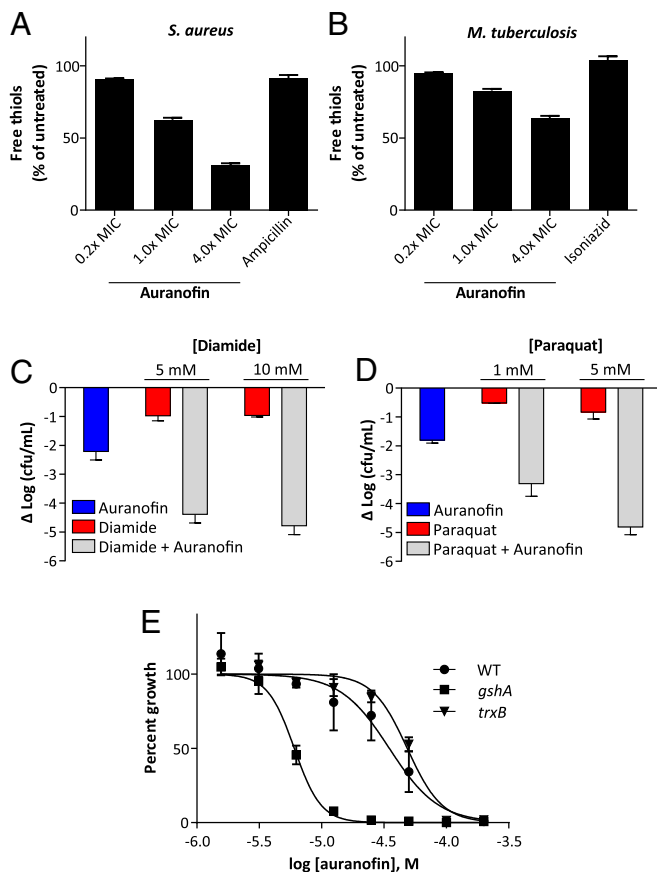 A
S. aureus
Free thiols
(% of untreated)
100
50
0
0.2x MIC
1.0x MIC
4.0x MIC
Ampicillin
Auranofin
B
M. tuberculosis
Free thiols
(% of untreated)
100
50
0
0.2x MIC
1.0x MIC
4.0x MIC
Isoniazid
Auranofin
C
[Diamide]
5 mM
10 mM
Δ Log (cfu/mL)
-0
-1
-2
-3
-4
-5
-6
Auranofin
Diamide
Diamide + Auranofin
D
[Paraquat]
1 mM
5 mM
Δ Log (cfu/mL)
-0
-1
-2
-3
-4
-5
-6
Auranofin
Paraquat
Paraquat + Auranofin
E
Percent growth
100
50
0
WT
gshA
trxB
-6.0
-5.5
-5.0
-4.5
-4.0
-3.5
log [auranofin], M